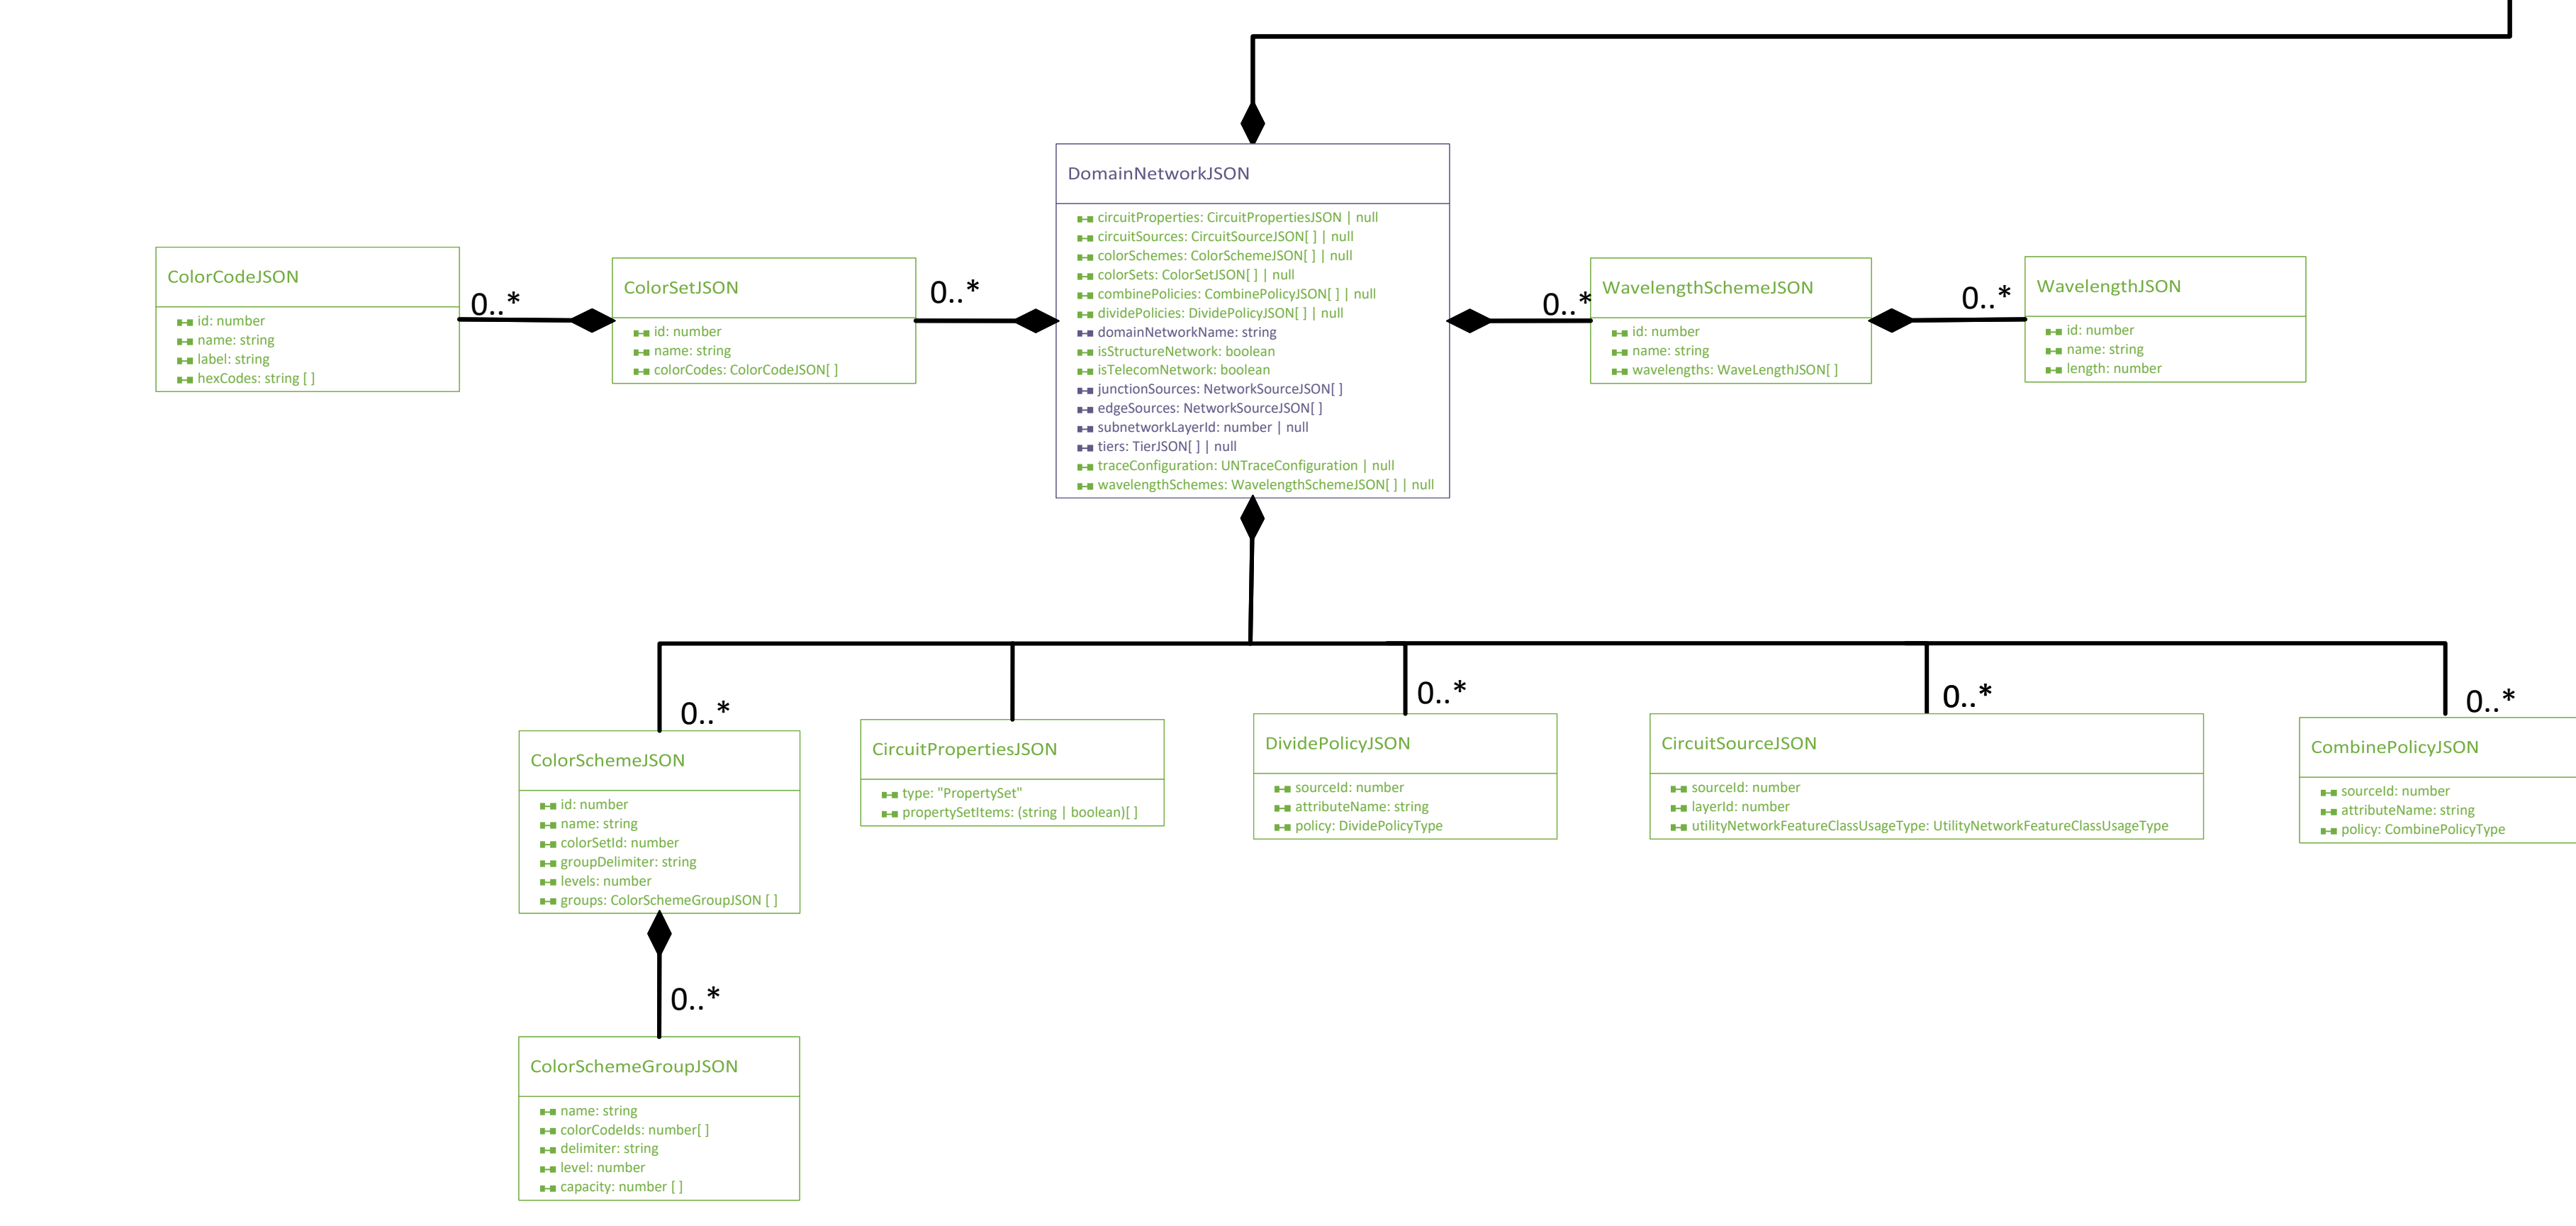 DomainNetworkJSON
circuitProperties: CircuitPropertiesJSON | null
circuitSources: CircuitSourceJSON[ ] | null
colorSchemes: ColorSchemeJSON[ ] | null
colorSets: ColorSetJSON[ ] | null
combinePolicies: CombinePolicyJSON[ ] | null
dividePolicies: DividePolicyJSON[ ] | null
domainNetworkName: string
isStructureNetwork: boolean
isTelecomNetwork: boolean
junctionSources: NetworkSourceJSON[ ]
edgeSources: NetworkSourceJSON[ ]
subnetworkLayerId: number | null
tiers: TierJSON[ ] | null
traceConfiguration: UNTraceConfiguration | null
wavelengthSchemes: WavelengthSchemeJSON[ ] | null
ColorCodeJSON
id: number
name: string
label: string
hexCodes: string [ ]
0..*
ColorSetJSON
id: number
name: string
colorCodes: ColorCodeJSON[ ]
0..*
0..*
WavelengthSchemeJSON
id: number
name: string
wavelengths: WaveLengthJSON[ ]
0..*
WavelengthJSON
id: number
name: string
length: number
0..*
ColorSchemeJSON
id: number
name: string
colorSetId: number
groupDelimiter: string
levels: number
groups: ColorSchemeGroupJSON [ ]
CircuitPropertiesJSON
type: "PropertySet"
propertySetItems: (string | boolean)[ ]
0..*
DividePolicyJSON
sourceId: number
attributeName: string
policy: DividePolicyType
0..*
CircuitSourceJSON
sourceId: number
layerId: number
utilityNetworkFeatureClassUsageType: UtilityNetworkFeatureClassUsageType
0..*
CombinePolicyJSON
sourceId: number
attributeName: string
policy: CombinePolicyType
0..*
ColorSchemeGroupJSON
name: string
colorCodeIds: number[ ]
delimiter: string
level: number
capacity: number [ ]